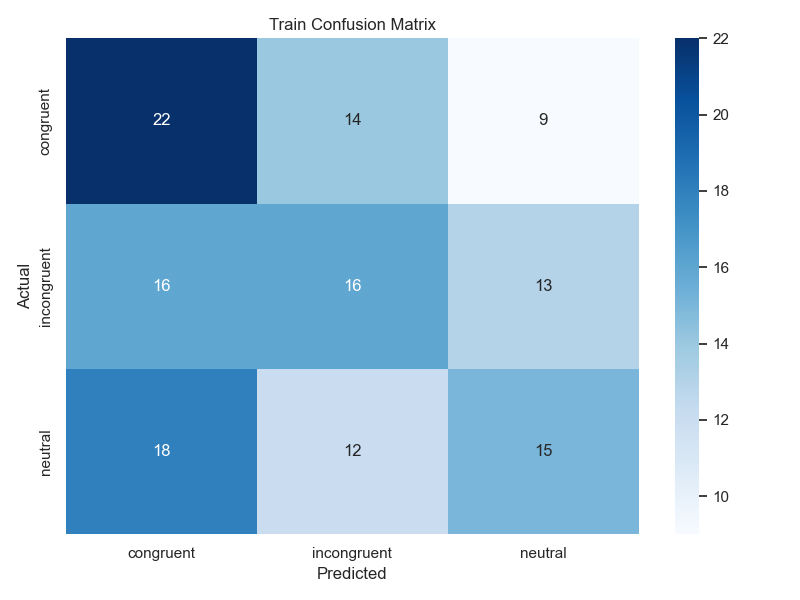 Train Confusion Matrix
Actual
congruent
22
14
9
incongruent
16
16
13
neutral
18
12
15
congruent
incongruent
neutral
Predicted
22
20
18
16
14
12
10